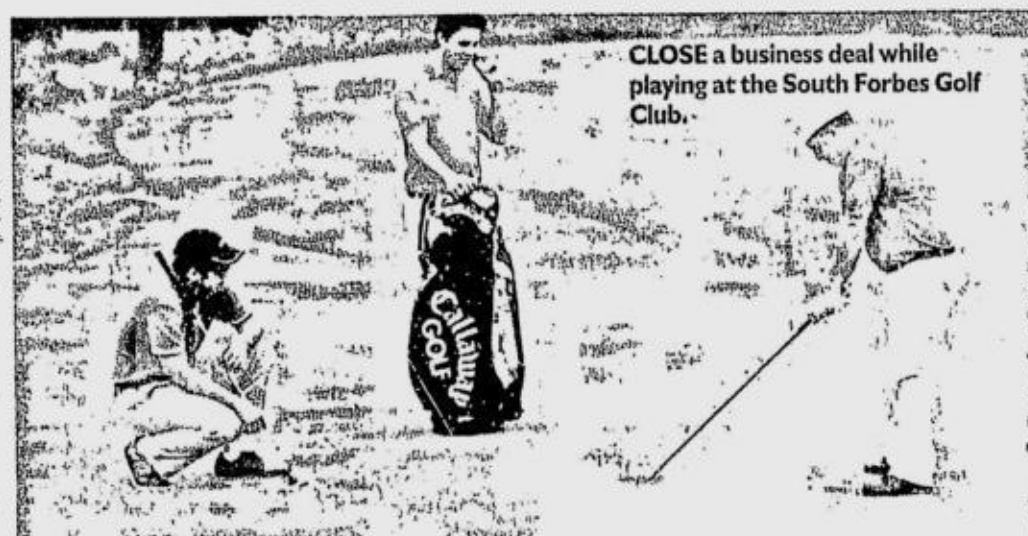 CLOSE a business deal while
playing at the South Forbes Golf
Club.
Callaway
GOLF